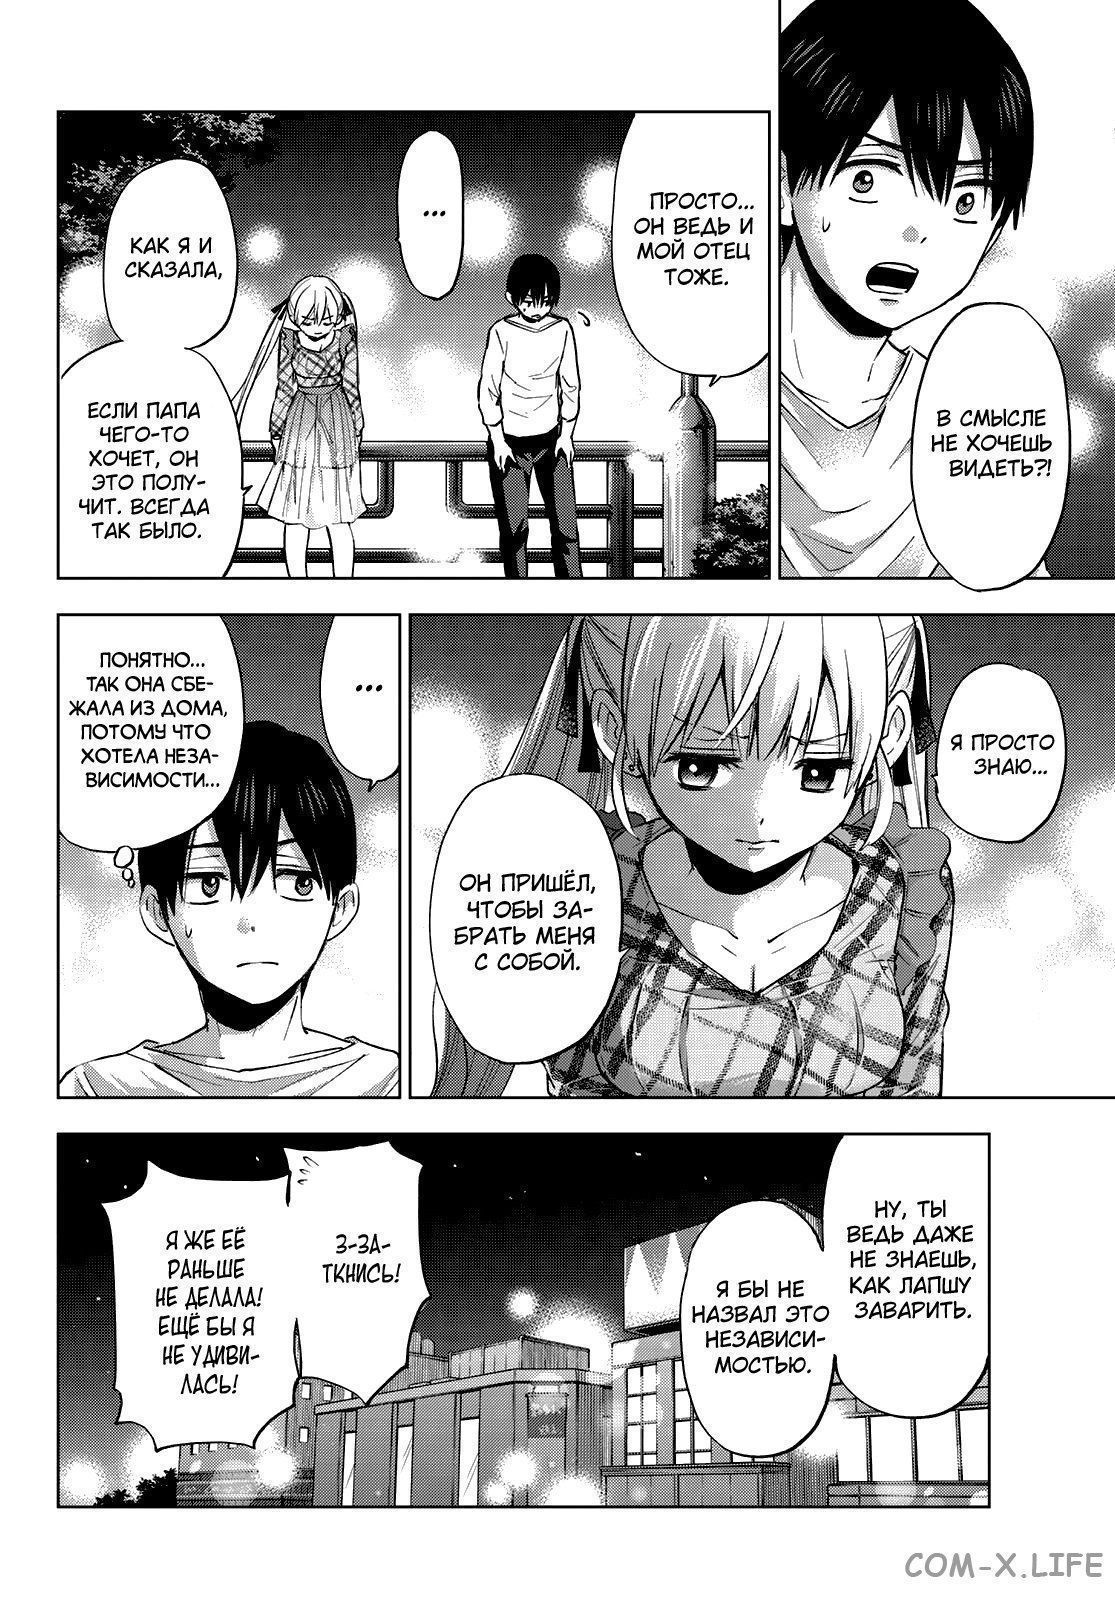 В СМЫСЛЕ
НЕ ХОЧЕШЬ
ВИДЕТЬ?!
ПРОСТО...
ОН ВЕДЬ И
МОЙ ОТЕЦ
ТОЖЕ.
...
КАК Я И
СКАЗАЛА,
ЕСЛИ ПАПА
ЧЕГО-ТО
ХОЧЕТ, ОН
ЭТО ПОЛУ-
ЧИТ. ВСЕГДА
ТАК БЫЛО.
Я ПРОСТО
ЗНАЮ...
ОН ПРИШЁЛ,
ЧТОБЫ ЗА-
БРАТЬ МЕНЯ
С СОБОЙ.
...
ПОНЯТНО...
ТАК ОНА СБЕ-
ЖАЛА ИЗ ДОМА,
ПОТОМУ ЧТО
ХОТЕЛА НЕЗА-
ВИСИМОСТИ...
НУ, ТЫ
ВЕДЬ ДАЖЕ
НЕ ЗНАЕШЬ,
КАК ЛАПШУ
ЗАВАРИТЬ.
Я БЫ НЕ
НАЗВАЛ ЭТО
НЕЗАВИСИ-
МОСТЬЮ.
З-ЗА-
ТКНИСЬ!
Я ЖЕ ЕЁ
РАНЬШЕ
НЕ ДЕЛАЛА!
ЕЩЁ БЫ Я
НЕ УДИВИ-
ЛАСЬ!
COM-X.LIFE